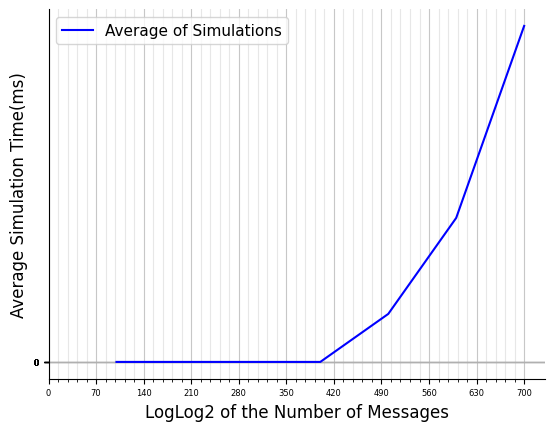 Average of Simulations
Average Simulation Time(ms)
0
0 70 140 210 280 350 420 490 560 630 700
LogLog2 of the Number of Messages